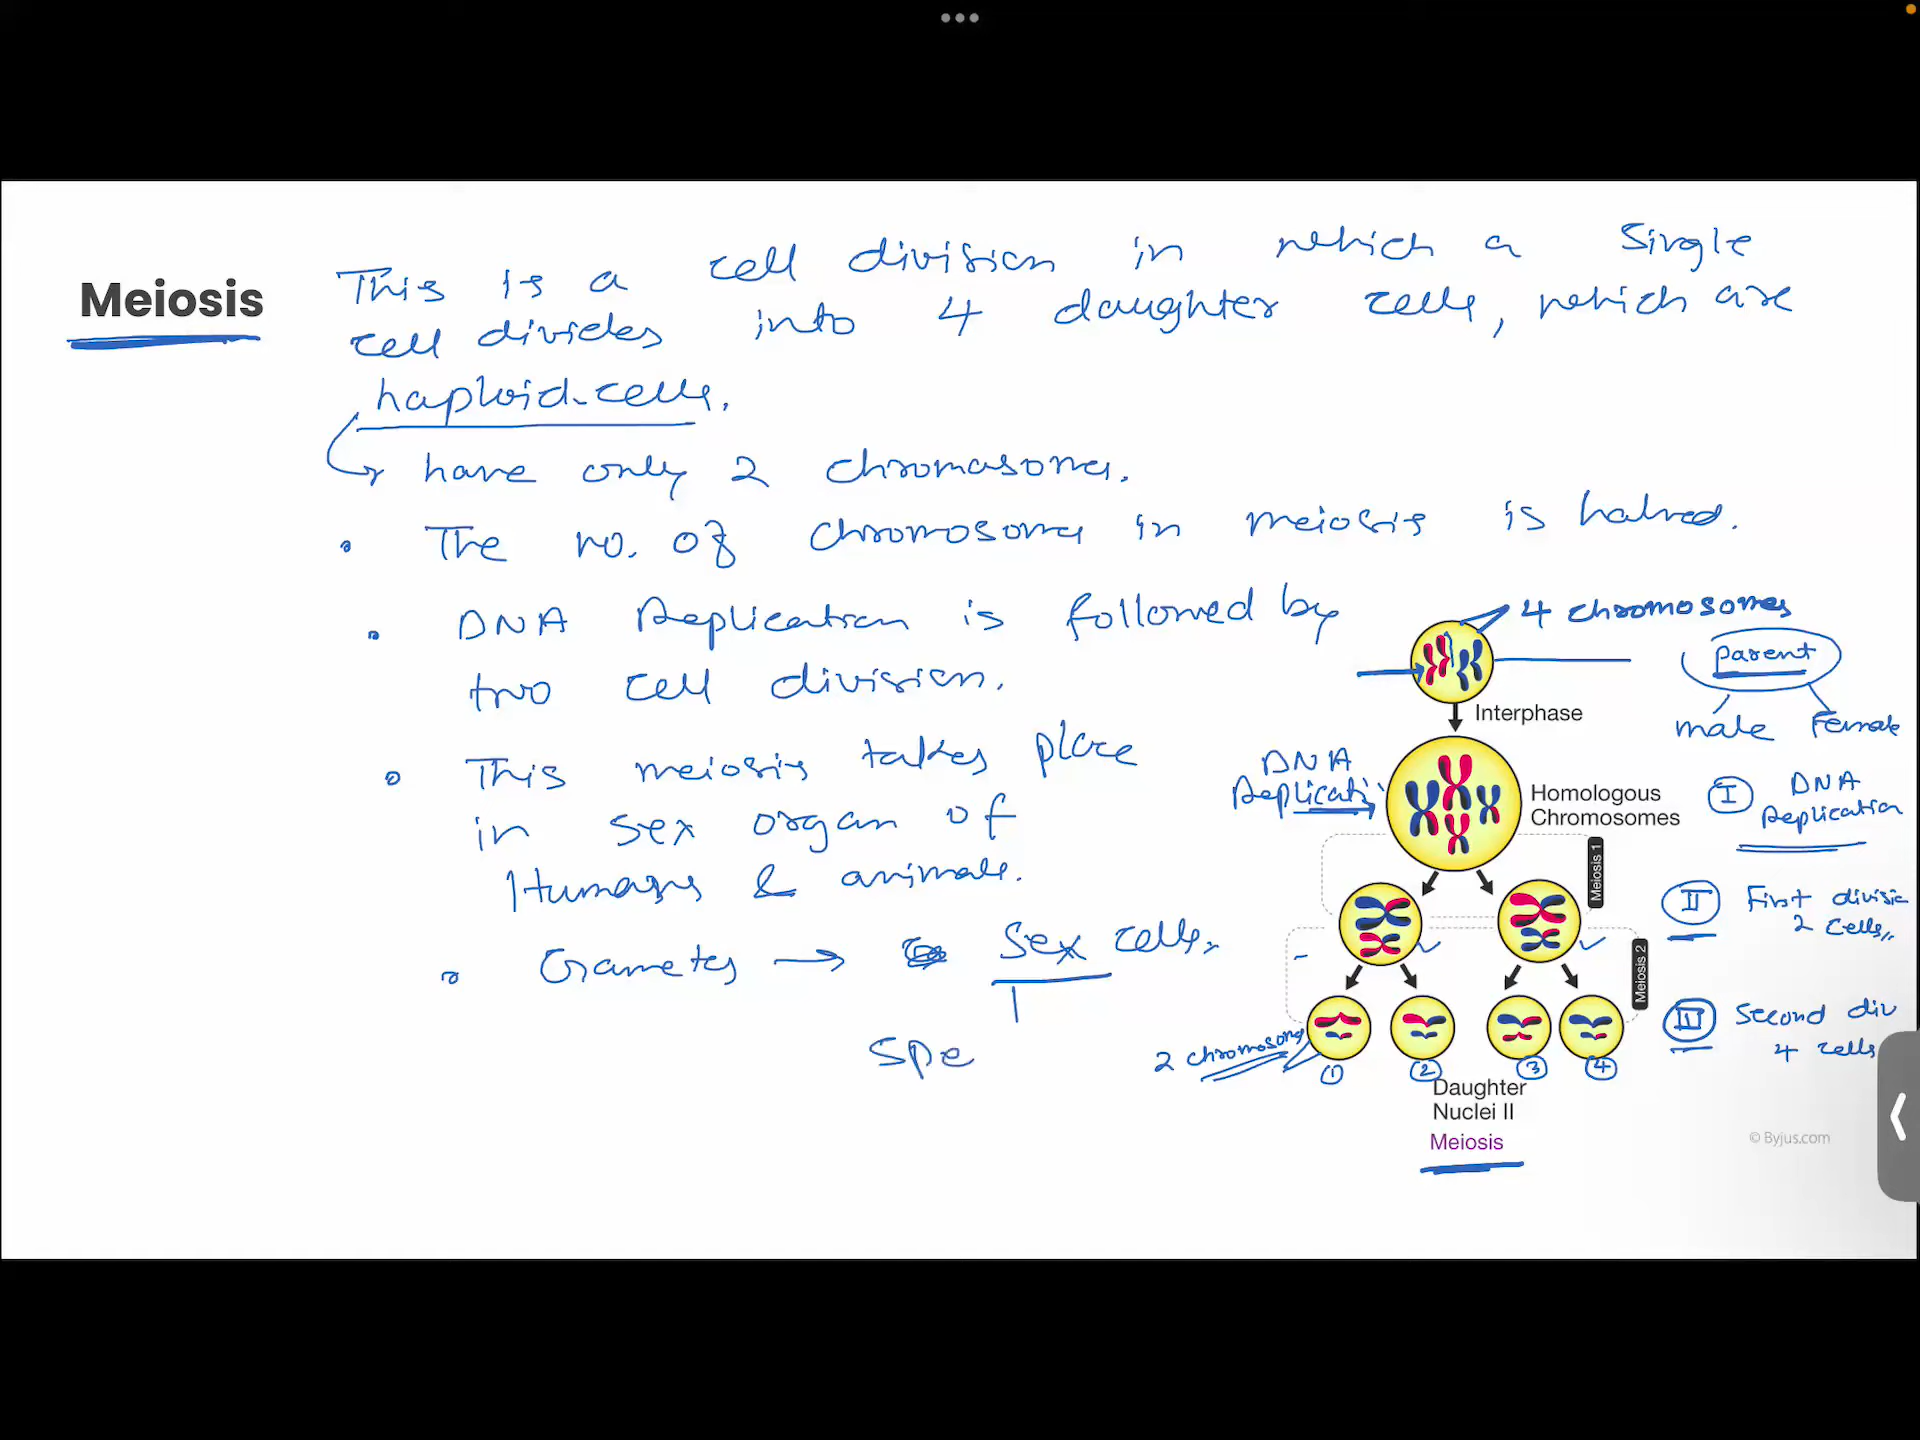 Meiosis
This is a cell division in which a single
cell divides into 4 daughter cells, which are
haploid-cells.
have only 2 chromasoma.
The no. of chromosoma in meiosis is halved.
DNA Replication is followed by
two cell division.
This meiosis takes place
in sex organ of
Humans & animals.
Gametes → Sex cells.
Spe
4 chromosomes
parent
male Female
Interphase
DNA
Replicati
Homologous
Chromosomes
I DNA
Replication
Meiosis 1
II First divisio
2 cells,,
Meiosis 2
III Second div
4 cells
2 chromosoma
1 2 3 4
Daughter
Nuclei II
Meiosis
© Byjus.com